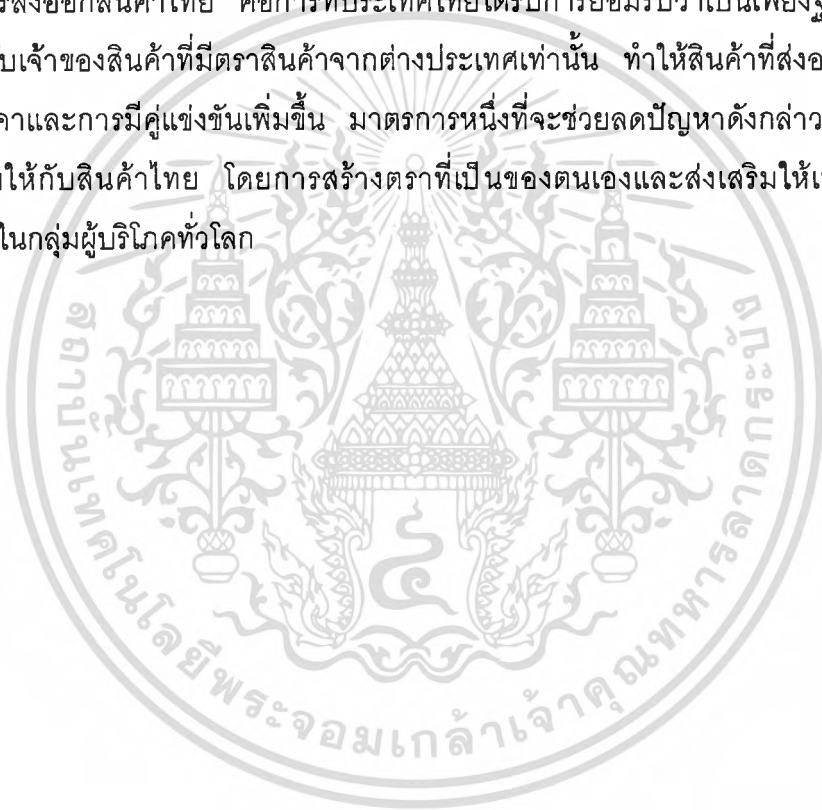 รส่งออกสินค้าไทย คือการที่ประเทศไทยได้รับการยอมรับว่าเป็นเพียงฐ
บเจ้าของสินค้าที่มีตราสินค้าจากต่างประเทศเท่านั้น ทำให้สินค้าที่ส่งอ
คาและการมีคู่แข่งขันเพิ่มขึ้น มาตรการหนึ่งที่จะช่วยลดปัญหาดังกล่าว
ให้กับสินค้าไทย โดยการสร้างตราที่เป็นของตนเองและส่งเสริมให้เ
ในกลุ่มผู้บริโภคทั่วโลก
สถาบันเทคโนโลยีพระจอมเกล้าเจ้าคุณทหารลาดกระบัง